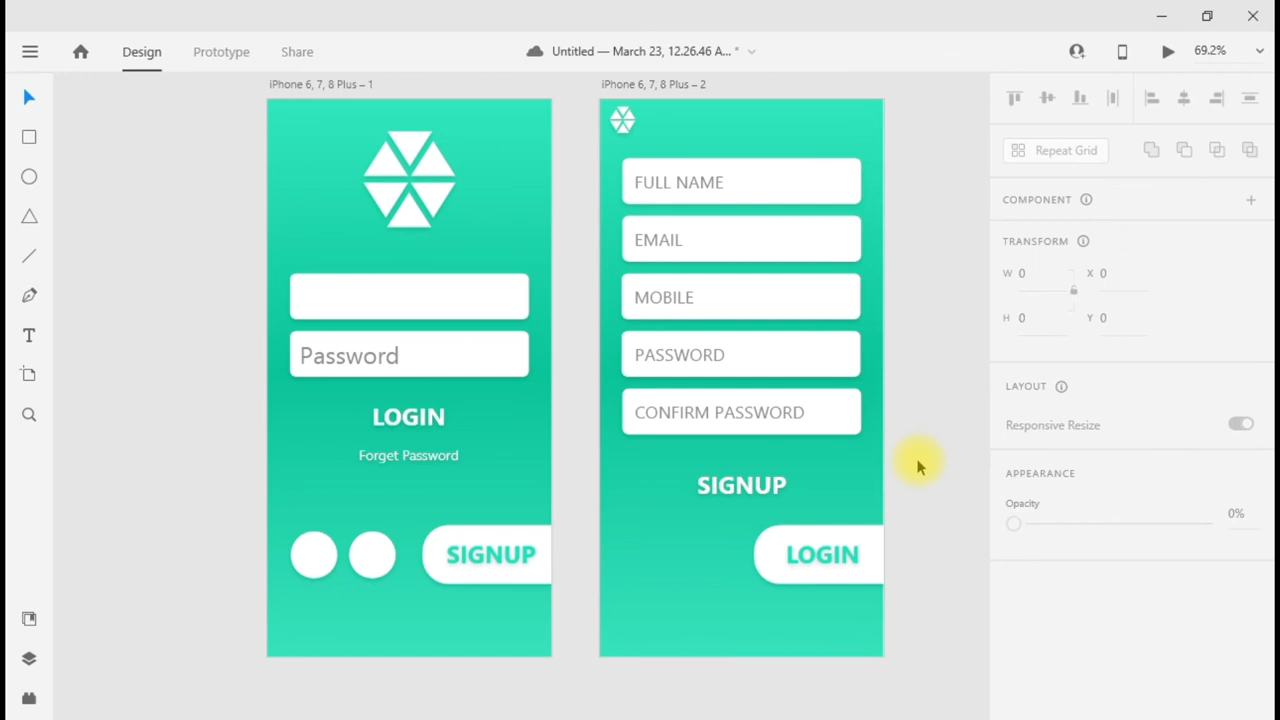 Design
Prototype
Share
Untitled — March 23, 12.26.46 A... *
69.2%
iPhone 6, 7, 8 Plus – 1
Password
LOGIN
Forget Password
SIGNUP
iPhone 6, 7, 8 Plus – 2
FULL NAME
EMAIL
MOBILE
PASSWORD
CONFIRM PASSWORD
SIGNUP
LOGIN
Repeat Grid
COMPONENT
TRANSFORM
W 0 X 0
H 0 Y 0
LAYOUT
Responsive Resize
APPEARANCE
Opacity
0%